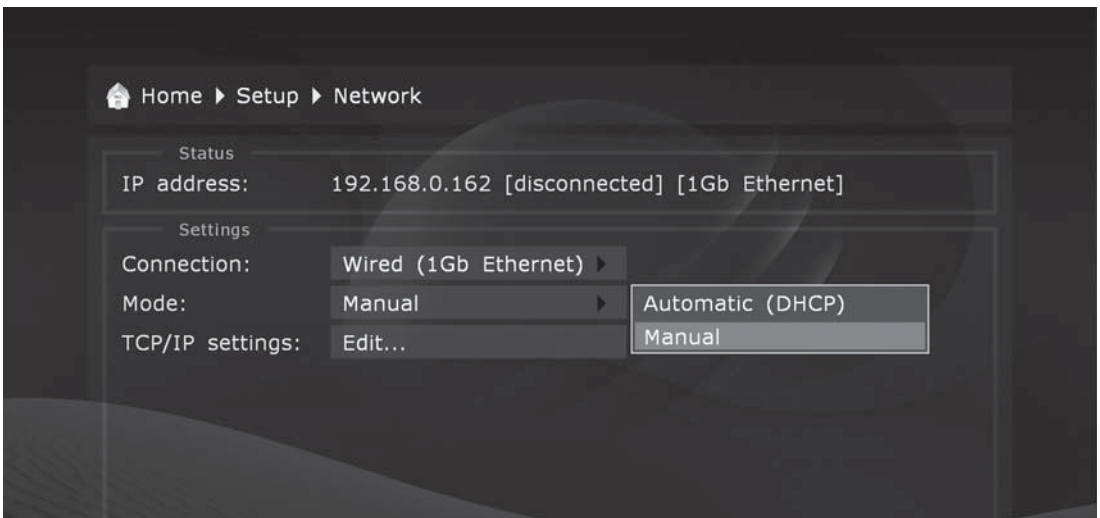 Home ▶ Setup ▶ Network
Status
IP address: 192.168.0.162 [disconnected] [1Gb Ethernet]
Settings
Connection: Wired (1Gb Ethernet)
Mode: Manual Automatic (DHCP)
Manual
TCP/IP settings: Edit...